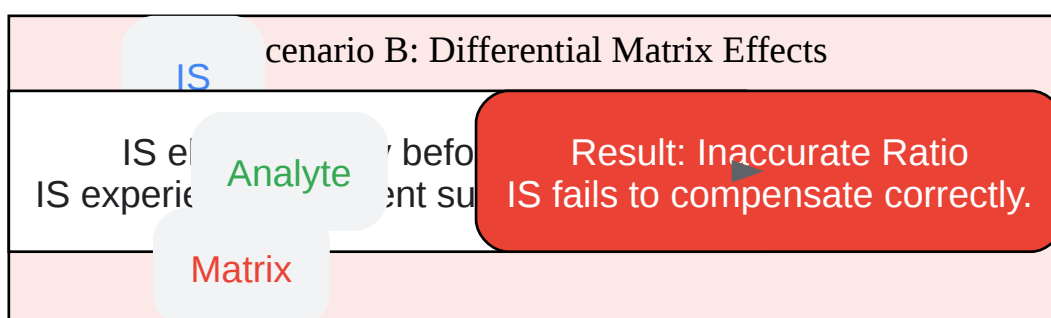 cenario B: Differential Matrix Effects
IS
IS el befo
IS experie ent su
Analyte
Result: Inaccurate Ratio
IS fails to compensate correctly.
Matrix